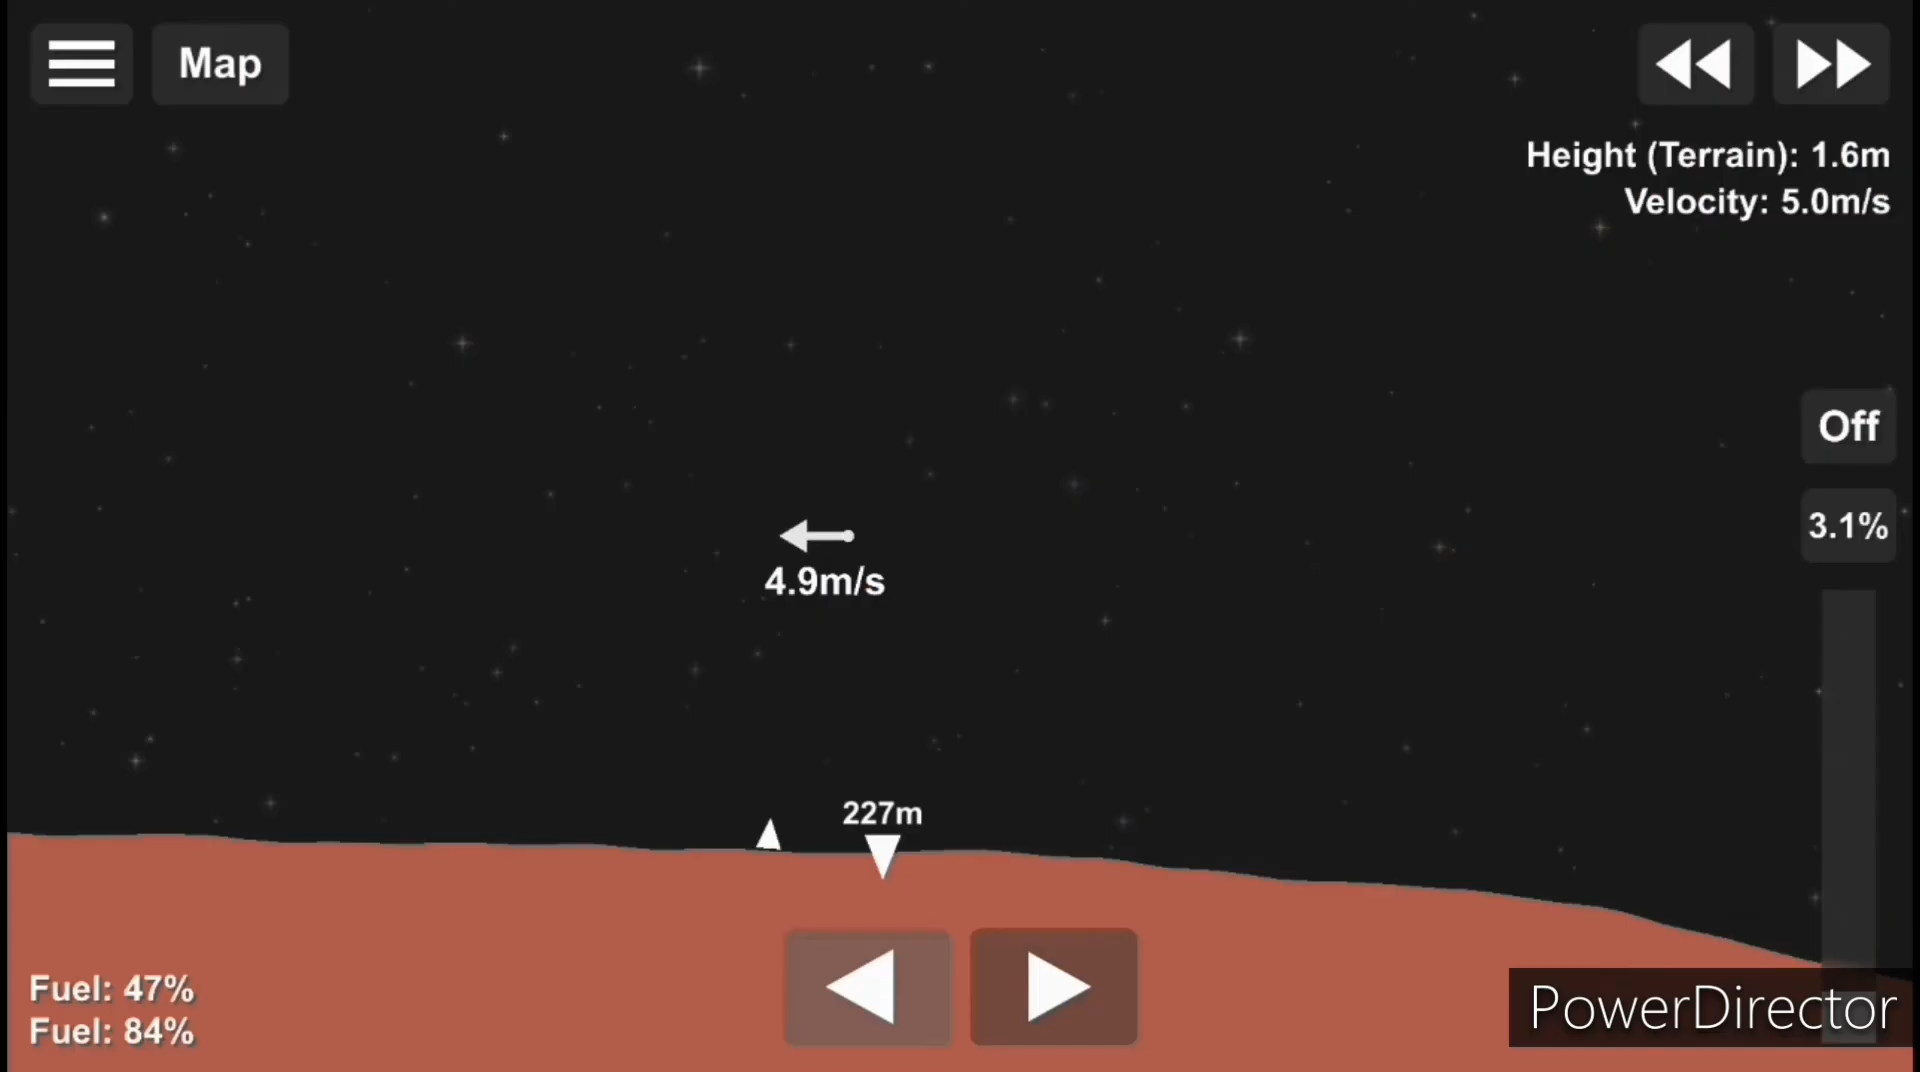 Map
Height (Terrain): 1.6m
Velocity: 5.0m/s
Off
3.1%
4.9m/s
227m
Fuel: 47%
Fuel: 84%
PowerDirector